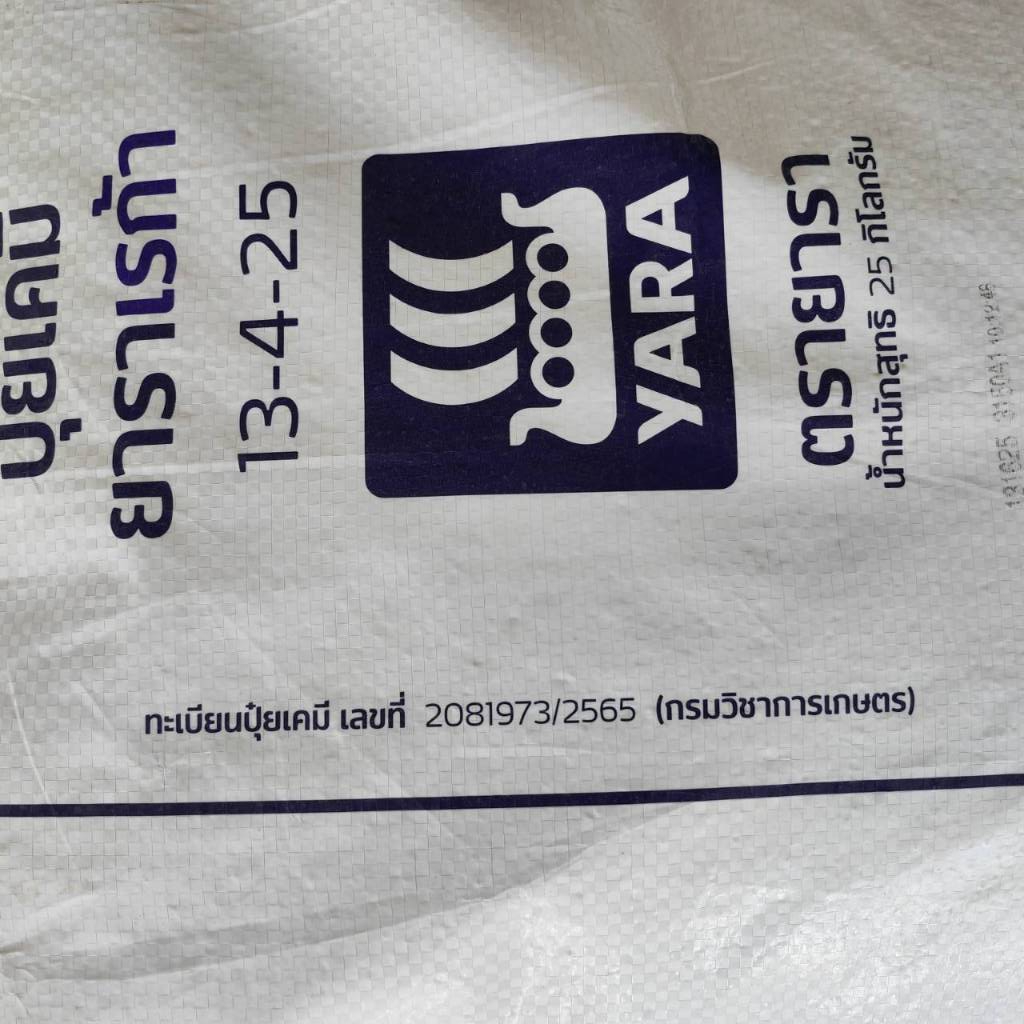 ปุ๋ยเคมี
ยาราเรก้า
13-4-25
YARA
ตรายารา
น้ำหนักสุทธิ 25 กิโลกรัม
ทะเบียนปุ๋ยเคมี เลขที่ 2081973/2565 (กรมวิชาการเกษตร)